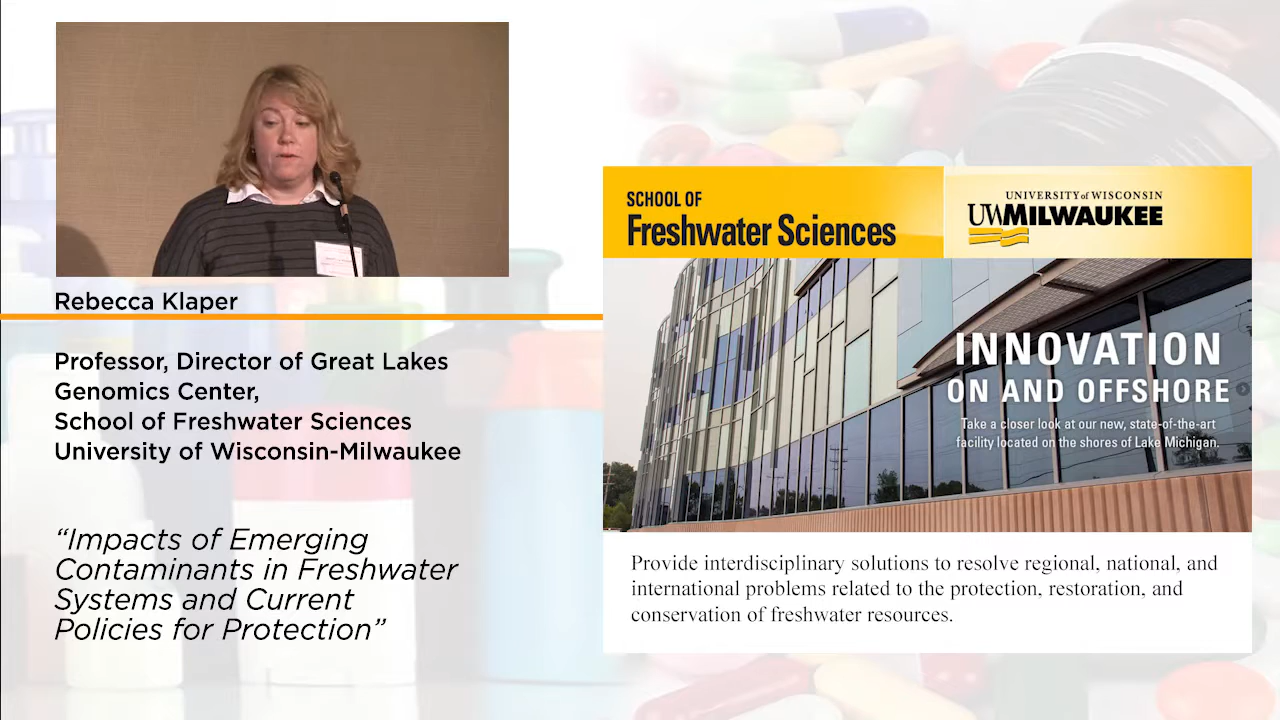 Rebecca Klaper
Professor, Director of Great Lakes
Genomics Center,
School of Freshwater Sciences
University of Wisconsin-Milwaukee
“Impacts of Emerging
Contaminants in Freshwater
Systems and Current
Policies for Protection”
SCHOOL OF
Freshwater Sciences
UNIVERSITY of WISCONSIN
UWMILWAUKEE
INNOVATION
ON AND OFFSHORE
Take a closer look at our new, state-of-the-art
facility located on the shores of Lake Michigan.
Provide interdisciplinary solutions to resolve regional, national, and
international problems related to the protection, restoration, and
conservation of freshwater resources.